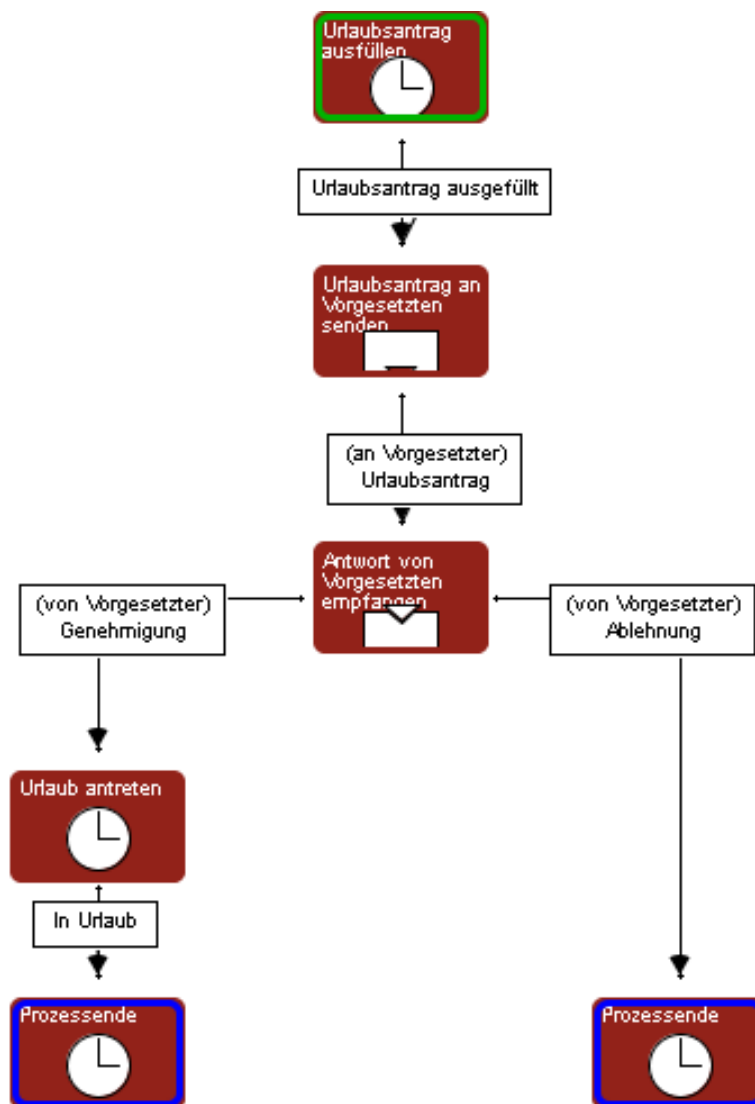 Urlaubsantrag
ausfüllen
Urlaubsantrag ausgefüllt
Urlaubsantrag an
Vorgesetzten
senden
(an Vorgesetzter)
Urlaubsantrag
Antwort von
Vorgesetzten
empfangen
(von Vorgesetzter)
Genehmigung
(von Vorgesetzter)
Ablehnung
Urlaub antreten
In Urlaub
Prozessende
Prozessende